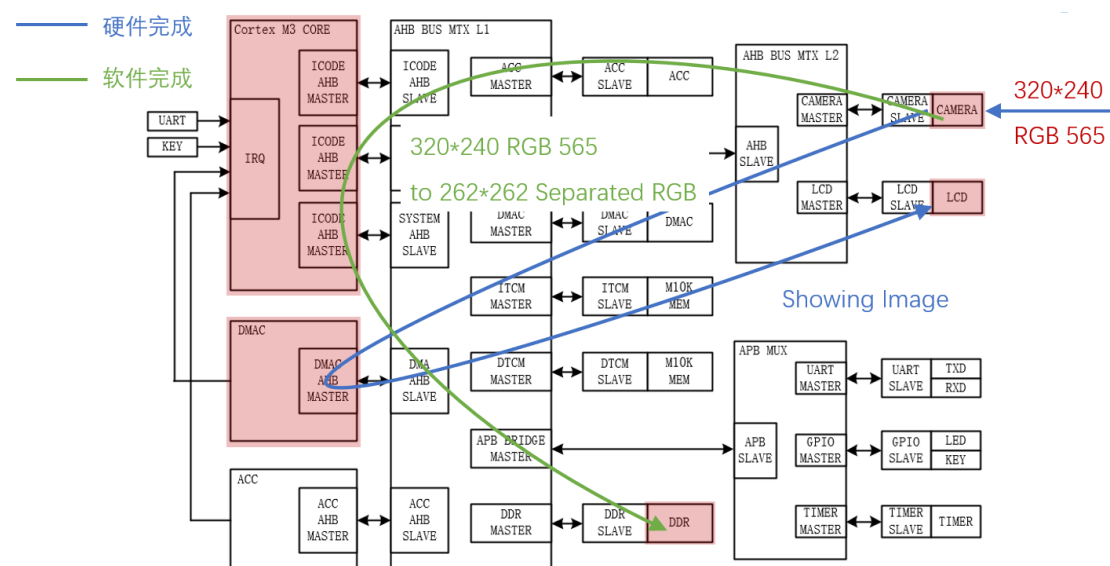 硬件完成
软件完成
Cortex M3 CORE
ICODE
AHB
MASTER
ICODE
AHB
MASTER
ICODE
AHB
MASTER
IRQ
UART
KEY
DMAC
DMAC
AHB
MASTER
ACC
ACC
AHB
MASTER
AHB BUS MTX L1
ICODE
AHB
SLAVE
SYSTEM
AHB
SLAVE
DMA
AHB
SLAVE
ACC
AHB
SLAVE
ACC
MASTER
ACC
SLAVE
ACC
320*240 RGB 565
to 262*262 Separated RGB
DMAC
MASTER
DMAC
SLAVE
DMAC
ITCM
MASTER
ITCM
SLAVE
M10K
MEM
DTCM
MASTER
DTCM
SLAVE
M10K
MEM
APB BRIDGE
MASTER
DDR
MASTER
DDR
SLAVE
DDR
AHB BUS MTX L2
AHB
SLAVE
CAMERA
MASTER
CAMERA
SLAVE
CAMERA
LCD
MASTER
LCD
SLAVE
LCD
320*240
RGB 565
Showing Image
APB MUX
APB
SLAVE
UART
MASTER
UART
SLAVE
TXD
RXD
GPIO
MASTER
GPIO
SLAVE
LED
KEY
TIMER
MASTER
TIMER
SLAVE
TIMER